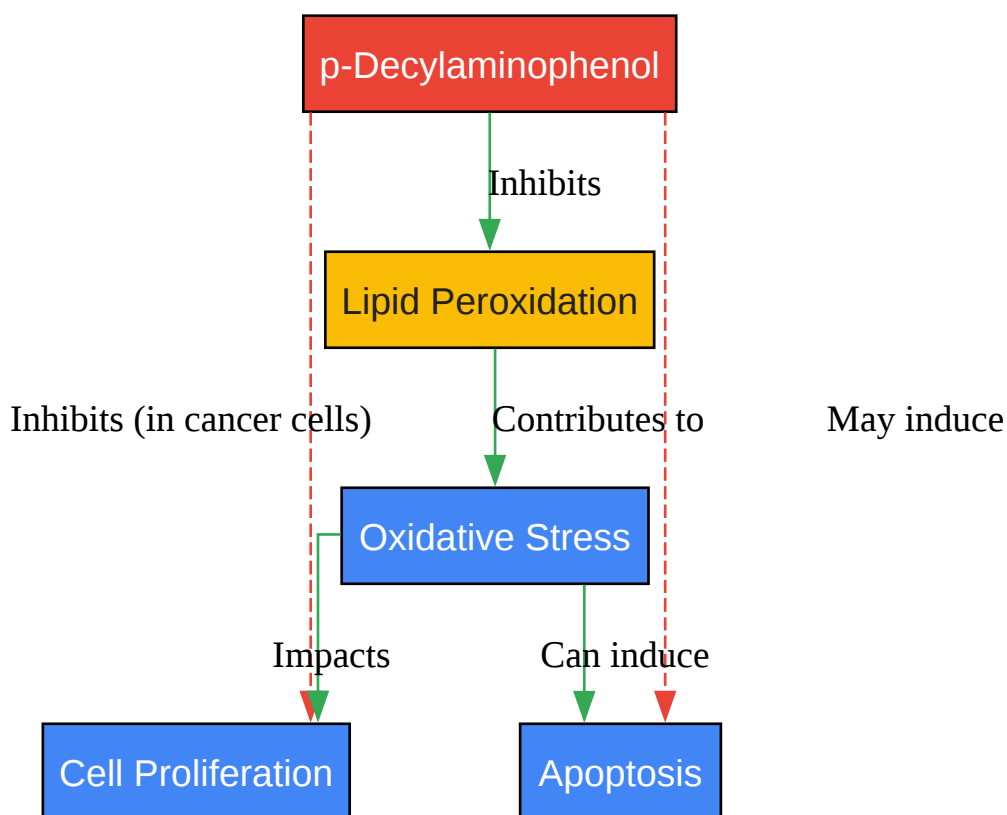 p-Decylaminophenol
Inhibits
Lipid Peroxidation
Inhibits (in cancer cells)
Contributes to
May induce
Oxidative Stress
Impacts
Can induce
Cell Proliferation
Apoptosis